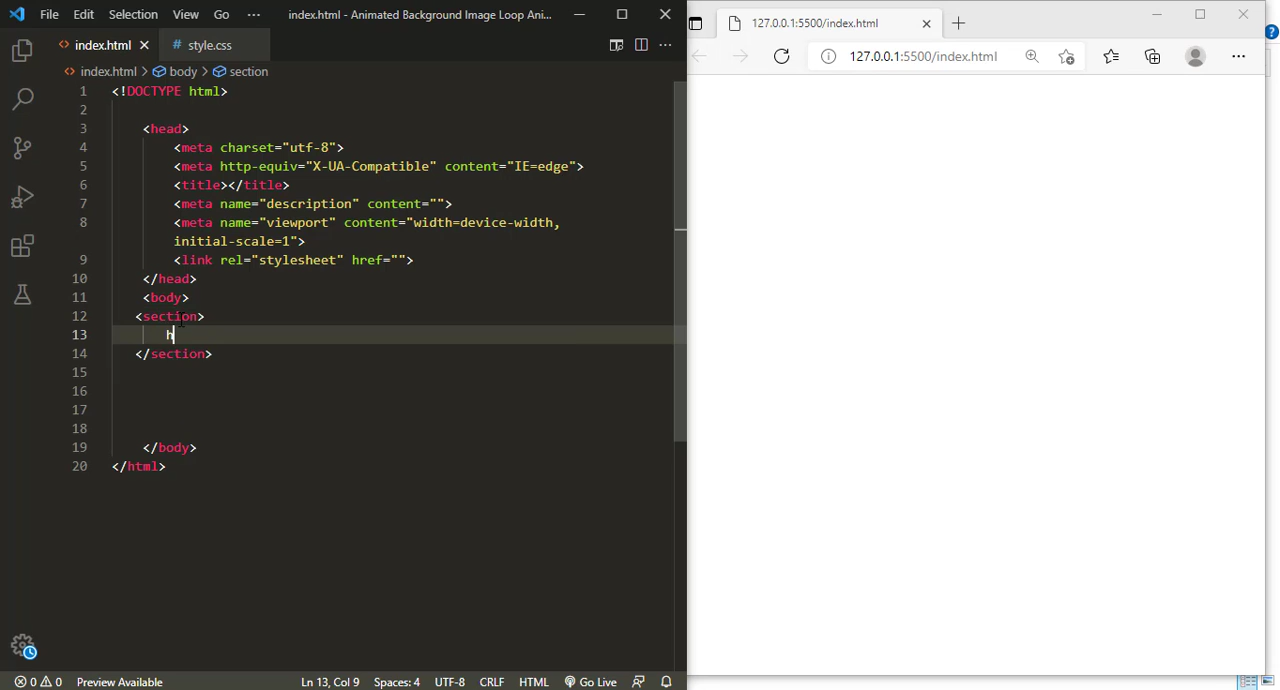 File Edit Selection View Go ··· index.html - Animated Background Image Loop Ani...
<> index.html × # style.css
<> index.html > body > section
1 <!DOCTYPE html>
2
3 <head>
4 <meta charset="utf-8">
5 <meta http-equiv="X-UA-Compatible" content="IE=edge">
6 <title></title>
7 <meta name="description" content="">
8 <meta name="viewport" content="width=device-width,
initial-scale=1">
9 <link rel="stylesheet" href="">
10 </head>
11 <body>
12 <section>
13 h
14 </section>
15
16
17
18
19 </body>
20 </html>
0 0 Preview Available Ln 13, Col 9 Spaces: 4 UTF-8 CRLF HTML Go Live
127.0.0.1:5500/index.html
127.0.0.1:5500/index.html